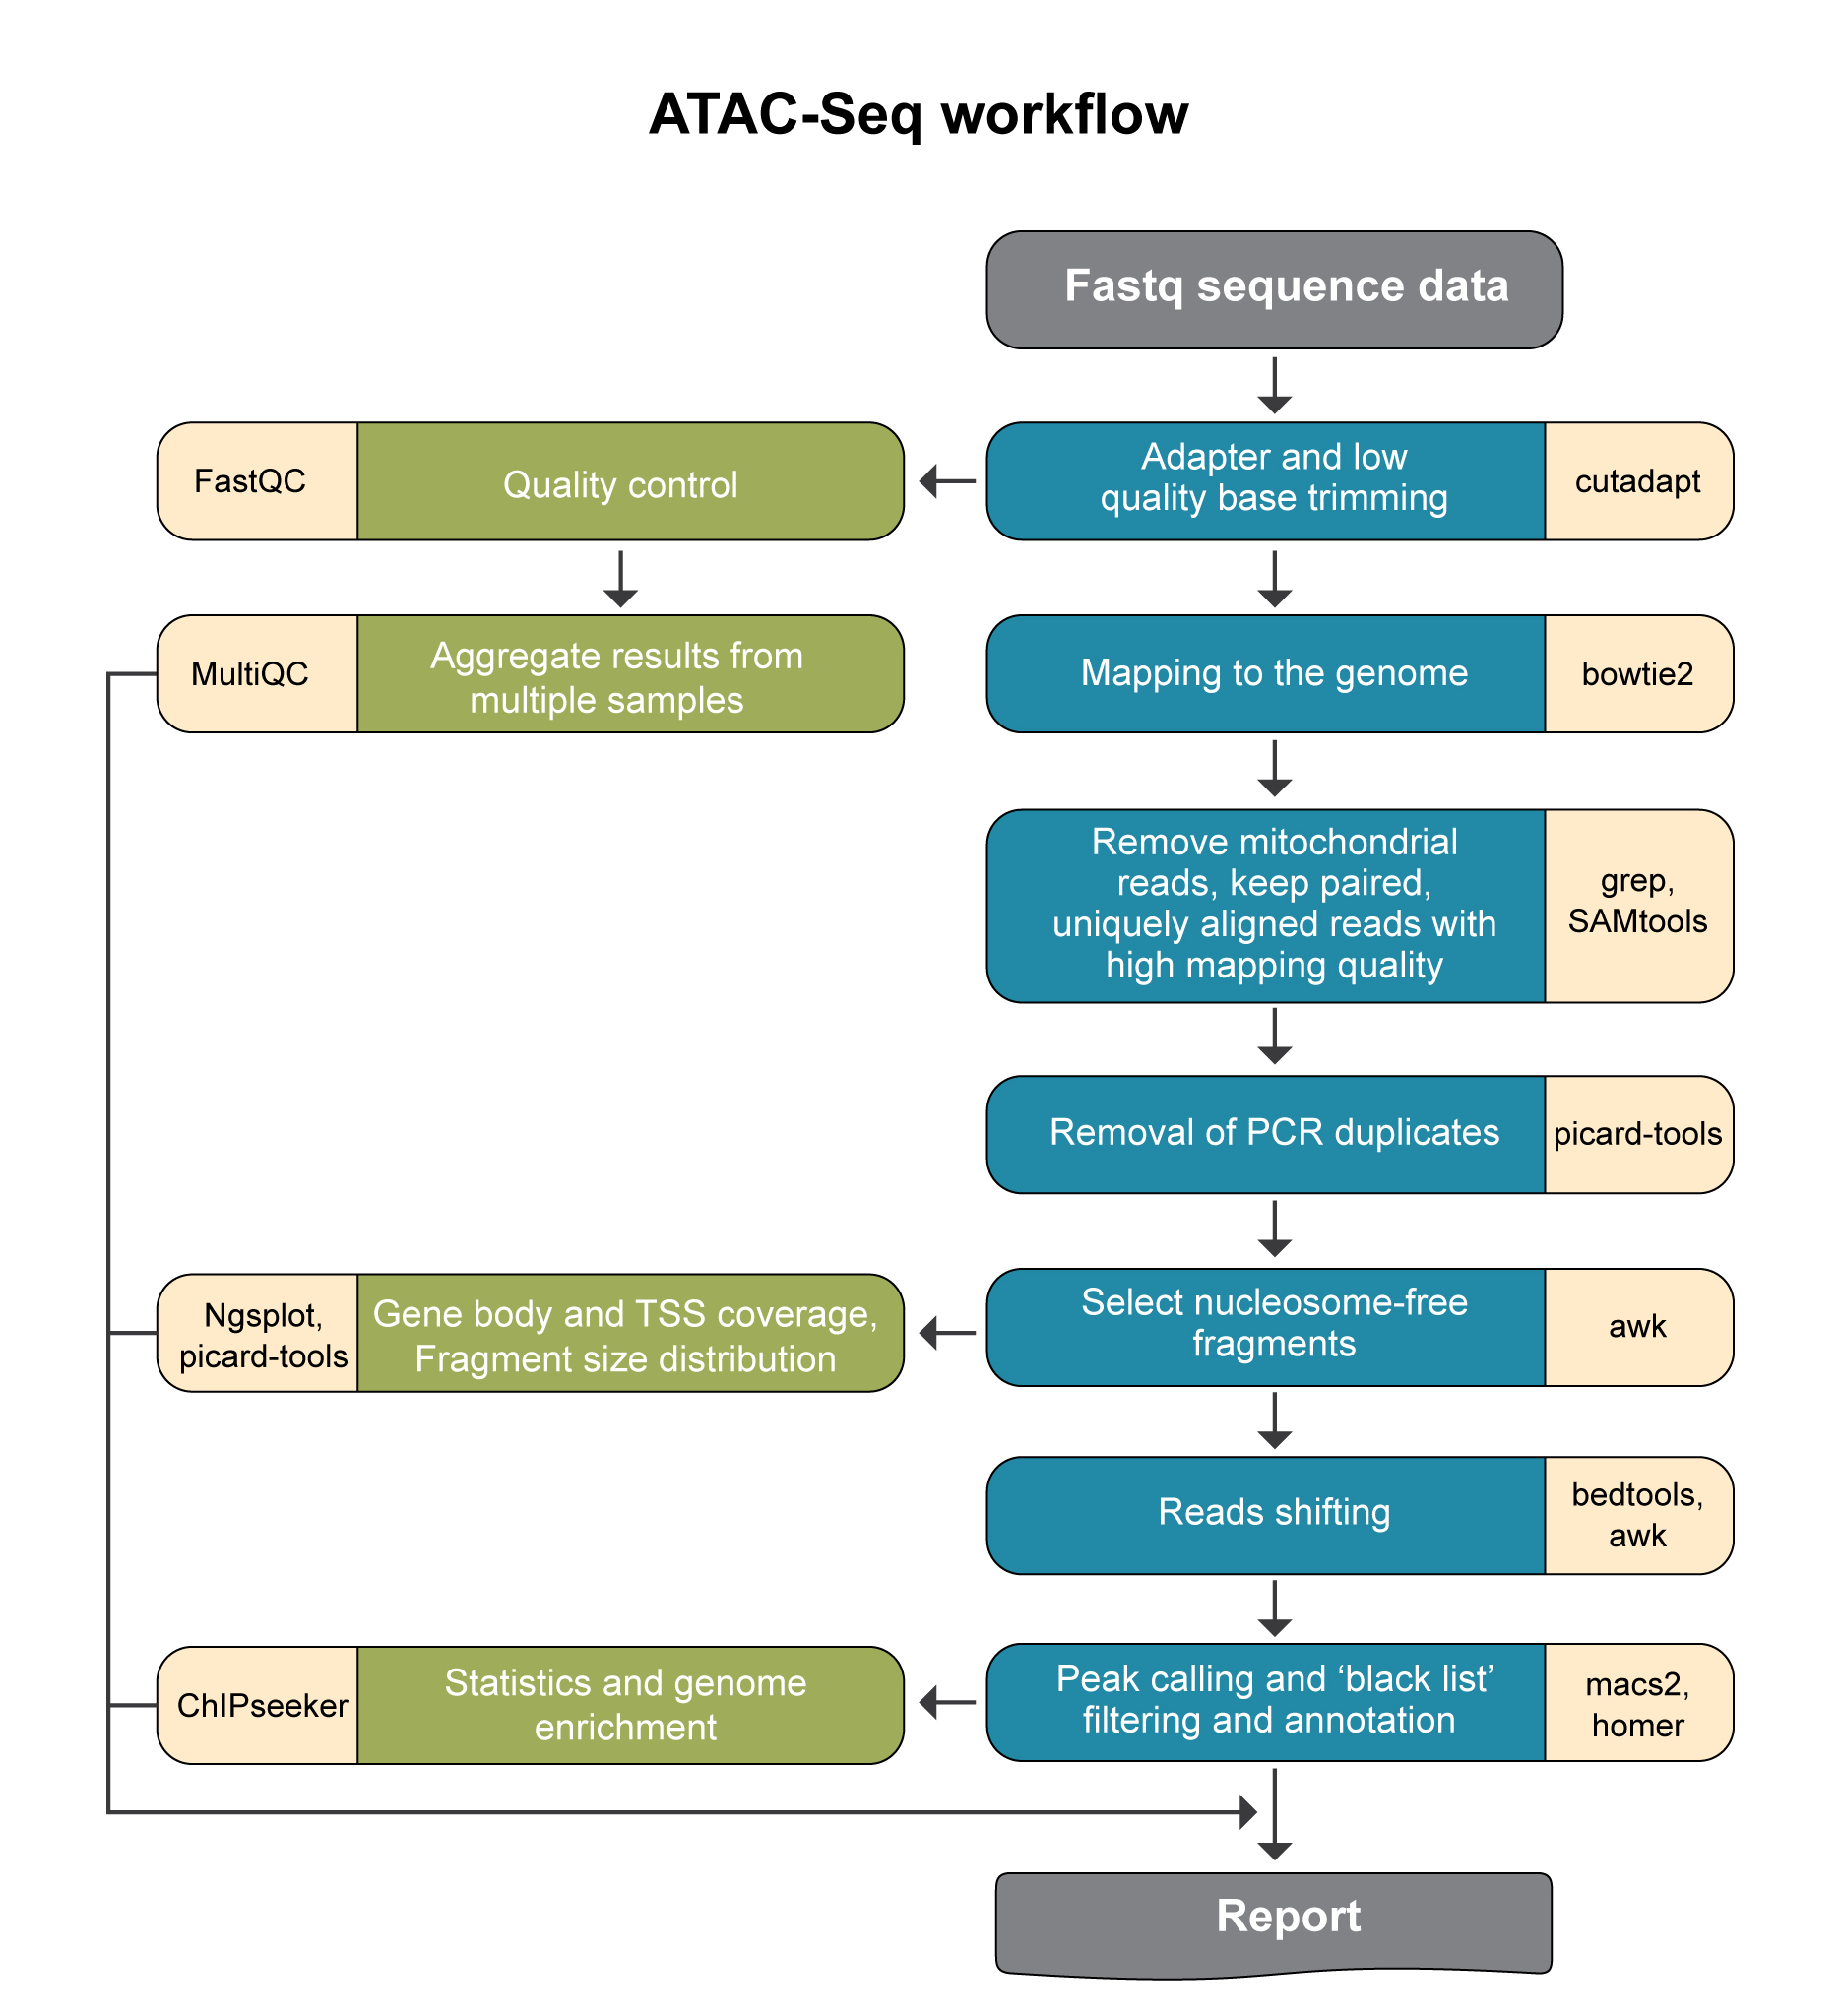 ATAC-Seq workflow
Fastq sequence data
FastQC
Quality control
Adapter and low
quality base trimming
cutadapt
MultiQC
Aggregate results from
multiple samples
Mapping to the genome
bowtie2
Remove mitochondrial
reads, keep paired,
uniquely aligned reads with
high mapping quality
grep,
SAMtools
Removal of PCR duplicates
picard-tools
Ngsplot,
picard-tools
Gene body and TSS coverage,
Fragment size distribution
Select nucleosome-free
fragments
awk
Reads shifting
bedtools,
awk
ChIPseeker
Statistics and genome
enrichment
Peak calling and ‘black list’
filtering and annotation
macs2,
homer
Report